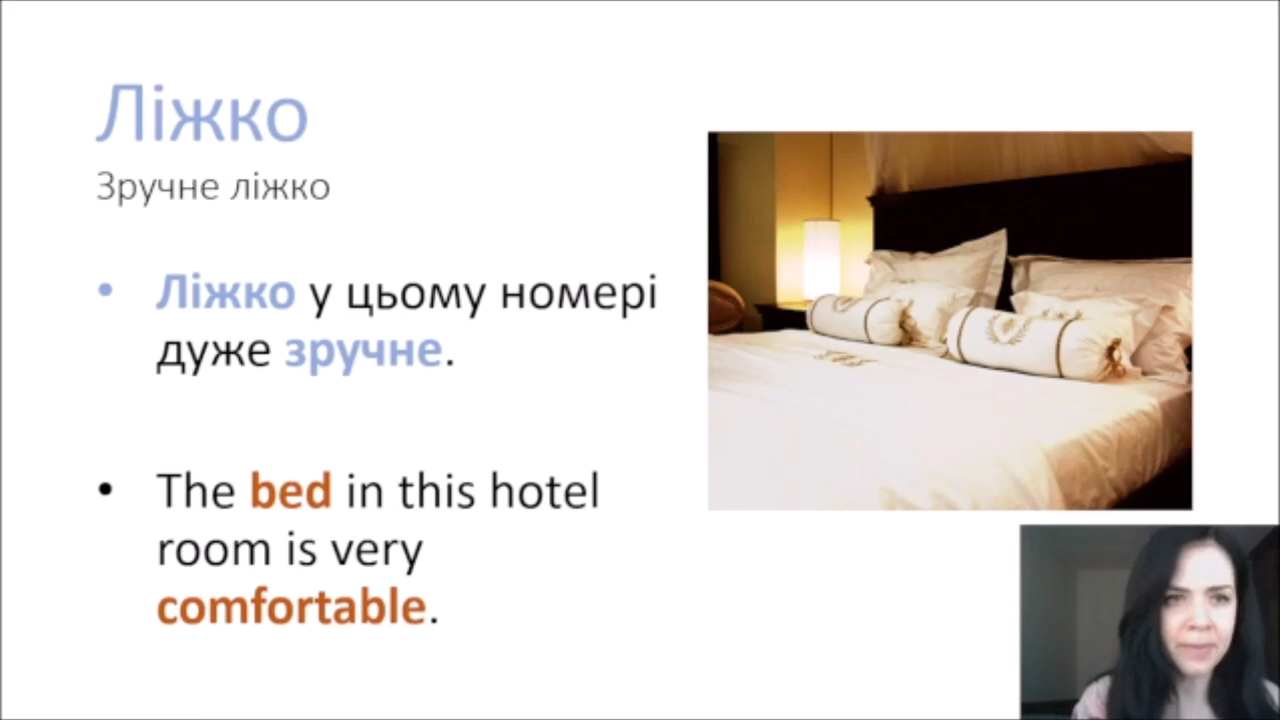 Ліжко
Зручне ліжко
• Ліжко у цьому номері
дуже зручне.
• The bed in this hotel
room is very
comfortable.